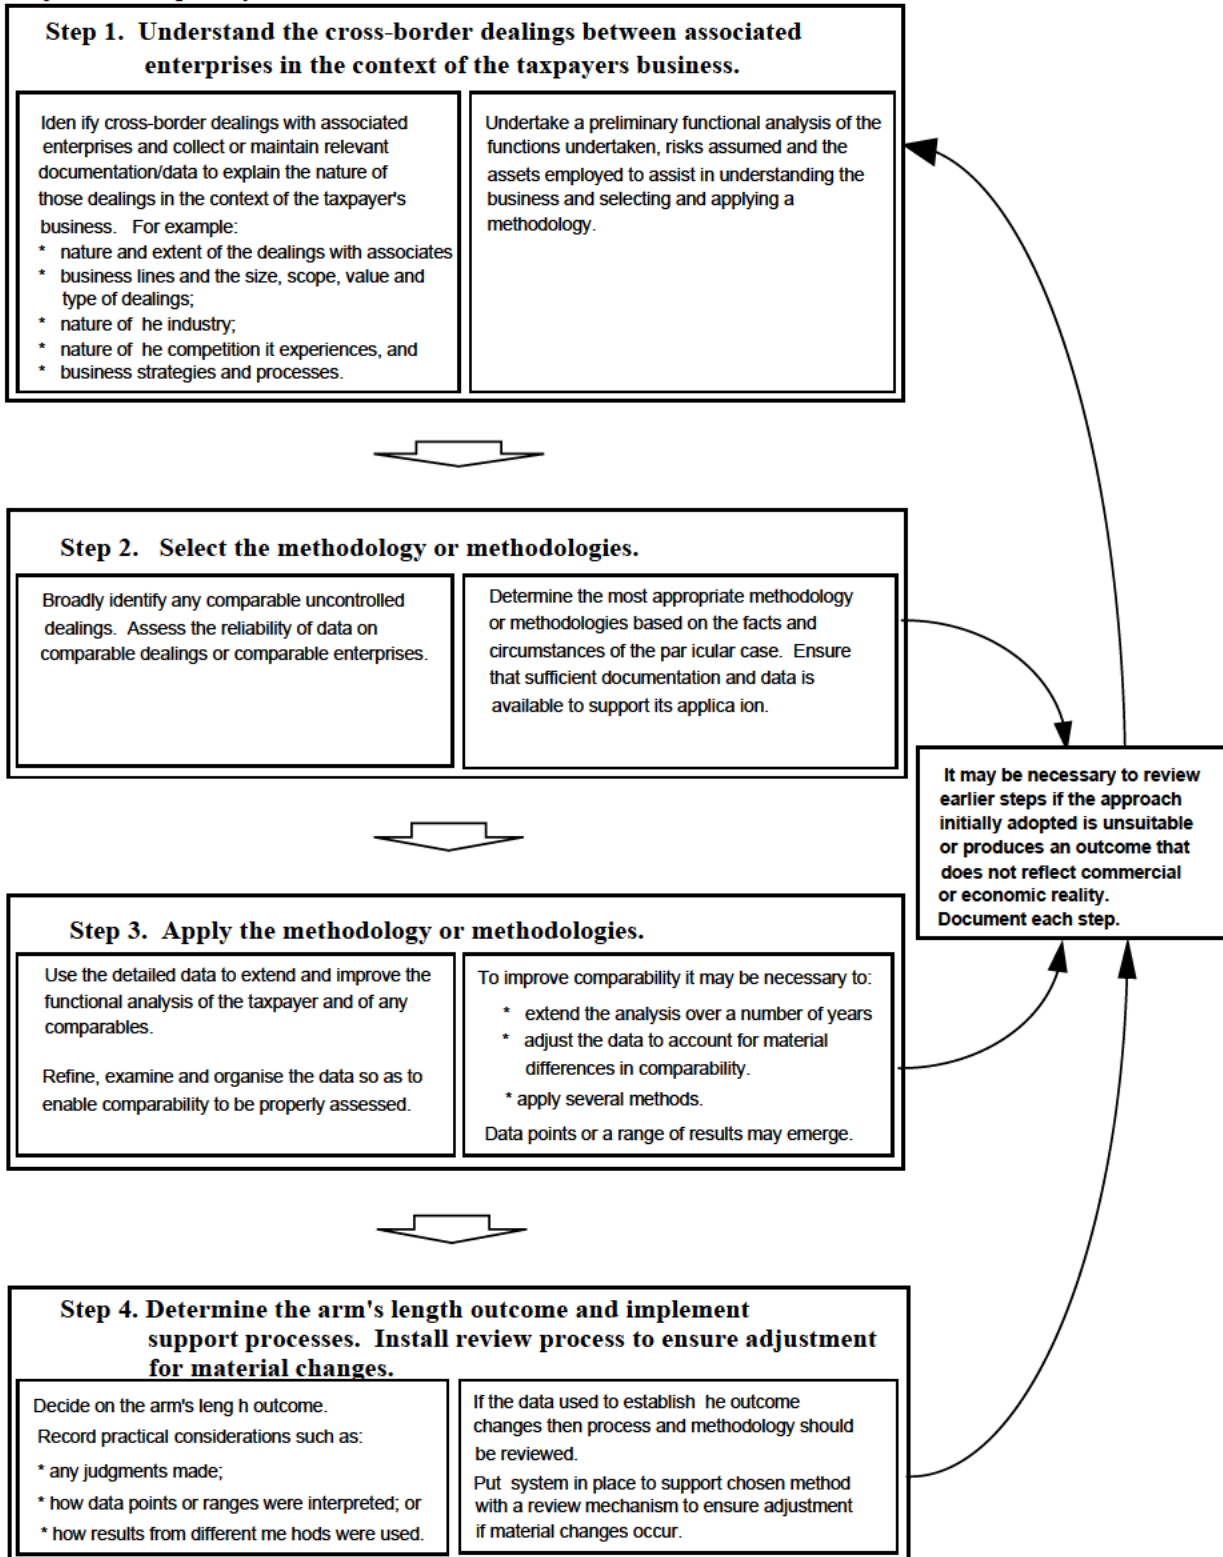 Step 1. Understand the cross-border dealings between associated
enterprises in the context of the taxpayers business.
Iden ify cross-border dealings with associated
enterprises and collect or maintain relevant
documentation/data to explain the nature of
those dealings in the context of the taxpayer's
business. For example:
* nature and extent of the dealings with associates
* business lines and the size, scope, value and
type of dealings;
* nature of he industry;
* nature of he competition it experiences, and
* business strategies and processes.
Undertake a preliminary functional analysis of the
functions undertaken, risks assumed and the
assets employed to assist in understanding the
business and selecting and applying a
methodology.
Step 2. Select the methodology or methodologies.
Broadly identify any comparable uncontrolled
dealings. Assess the reliability of data on
comparable dealings or comparable enterprises.
Determine the most appropriate methodology
or methodologies based on the facts and
circumstances of the par icular case. Ensure
that sufficient documentation and data is
available to support its applica ion.
It may be necessary to review
earlier steps if the approach
initially adopted is unsuitable
or produces an outcome that
does not reflect commercial
or economic reality.
Document each step.
Step 3. Apply the methodology or methodologies.
Use the detailed data to extend and improve the
functional analysis of the taxpayer and of any
comparables.
Refine, examine and organise the data so as to
enable comparability to be properly assessed.
To improve comparability it may be necessary to:
* extend the analysis over a number of years
* adjust the data to account for material
differences in comparability.
* apply several methods.
Data points or a range of results may emerge.
Step 4. Determine the arm's length outcome and implement
support processes. Install review process to ensure adjustment
for material changes.
Decide on the arm's leng h outcome.
Record practical considerations such as:
* any judgments made;
* how data points or ranges were interpreted; or
* how results from different me hods were used.
If the data used to establish he outcome
changes then process and methodology should
be reviewed.
Put system in place to support chosen method
with a review mechanism to ensure adjustment
if material changes occur.